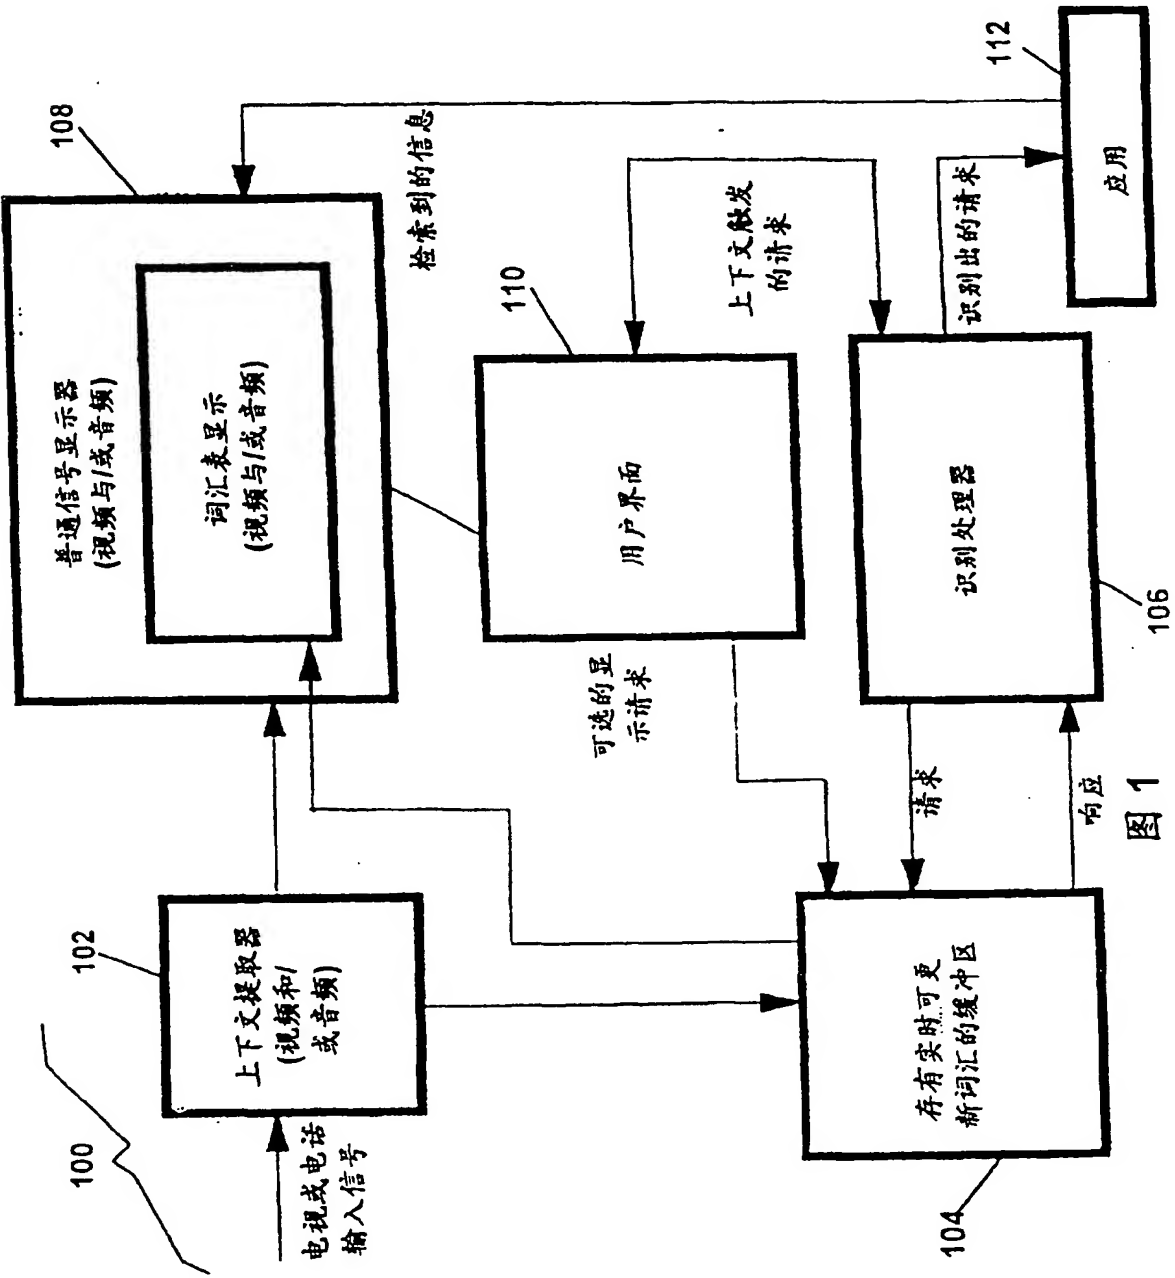 100
电视或电话
输入信号
102
上下文提取器
(视频和/
或音频)
108
普通信号显示器
(视频与/或音频)
词汇表显示
(视频与/或音频)
检索到的信息
110
用户界面
可选的显
示请求
上下文触发
的请求
104
存有实时可更
新词汇的缓冲区
请求
响应
106
识别处理器
识别出的请求
112
应用
图 1